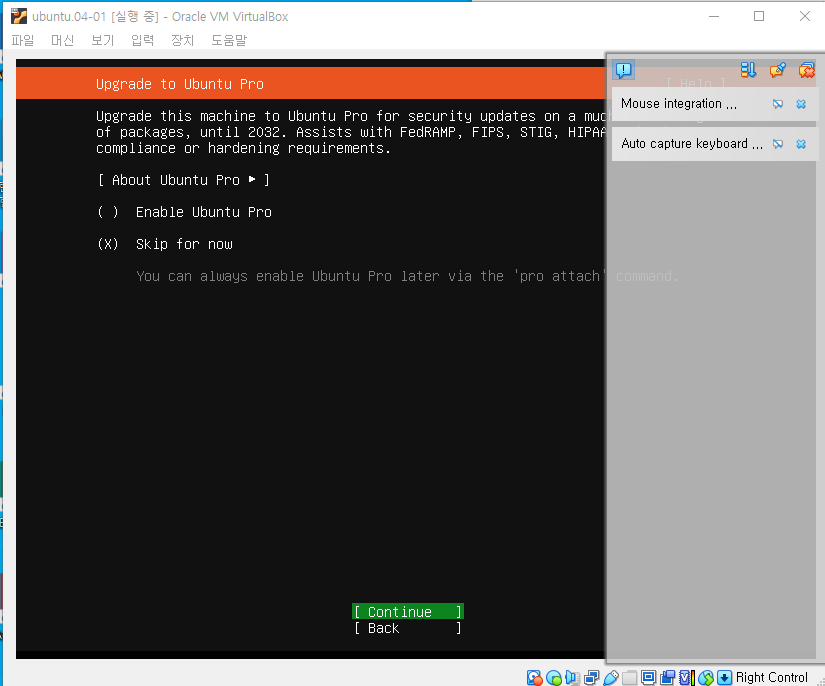 ubuntu.04-01 [실행 중] - Oracle VM VirtualBox
파일 머신 보기 입력 장치 도움말
Upgrade to Ubuntu Pro [ Help ]
Upgrade this machine to Ubuntu Pro for security updates on a much
of packages, until 2032. Assists with FedRAMP, FIPS, STIG, HIPAA
compliance or hardening requirements.
[ About Ubuntu Pro ▸ ]
( ) Enable Ubuntu Pro
(X) Skip for now
You can always enable Ubuntu Pro later via the 'pro attach' command.
[ Continue ]
[ Back ]
Mouse integration ...
Auto capture keyboard ...
Right Control